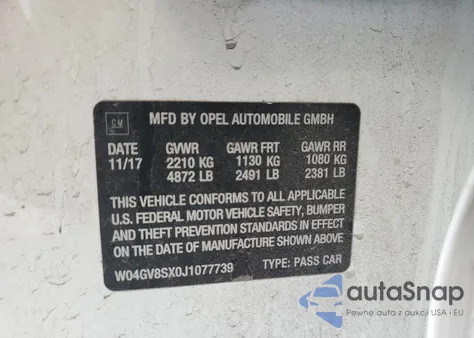 GM
MFD BY OPEL AUTOMOBILE GMBH
DATE GVWR GAWR FRT GAWR RR
11/17 2210 KG 1130 KG 1080 KG
4872 LB 2491 LB 2381 LB
THIS VEHICLE CONFORMS TO ALL APPLICABLE
U.S. FEDERAL MOTOR VEHICLE SAFETY, BUMPER
AND THEFT PREVENTION STANDARDS IN EFFECT
ON THE DATE OF MANUFACTURE SHOWN ABOVE.
W04GV8SX0J1077739 TYPE: PASS CAR
autoSnap
Pewne auta z aukcji USA i EU